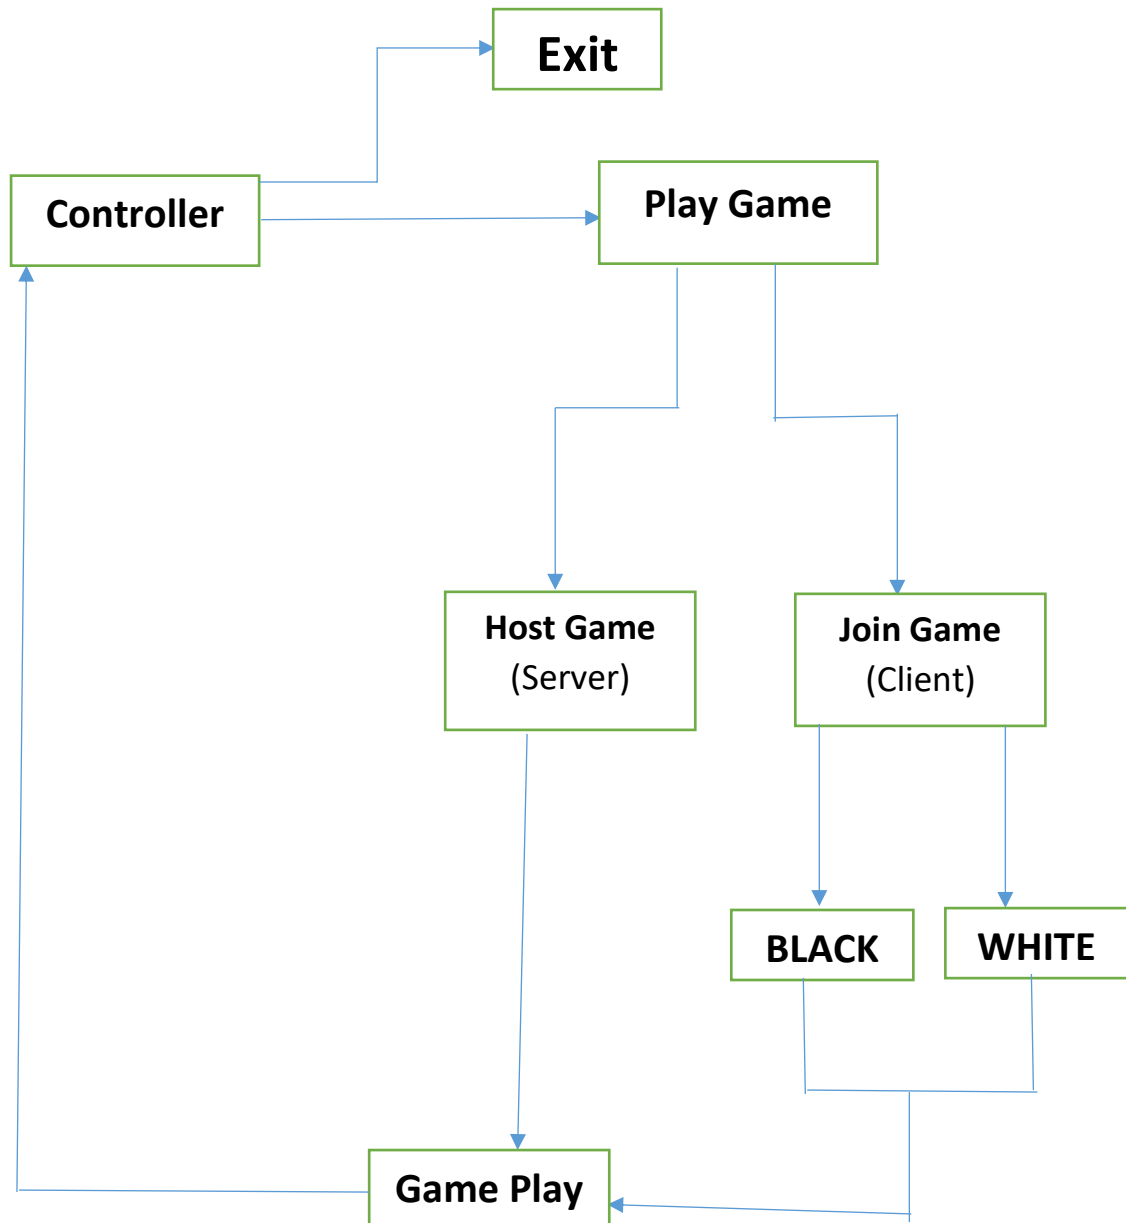 Exit
Controller
Play Game
Host Game
(Server)
Join Game
(Client)
BLACK
WHITE
Game Play